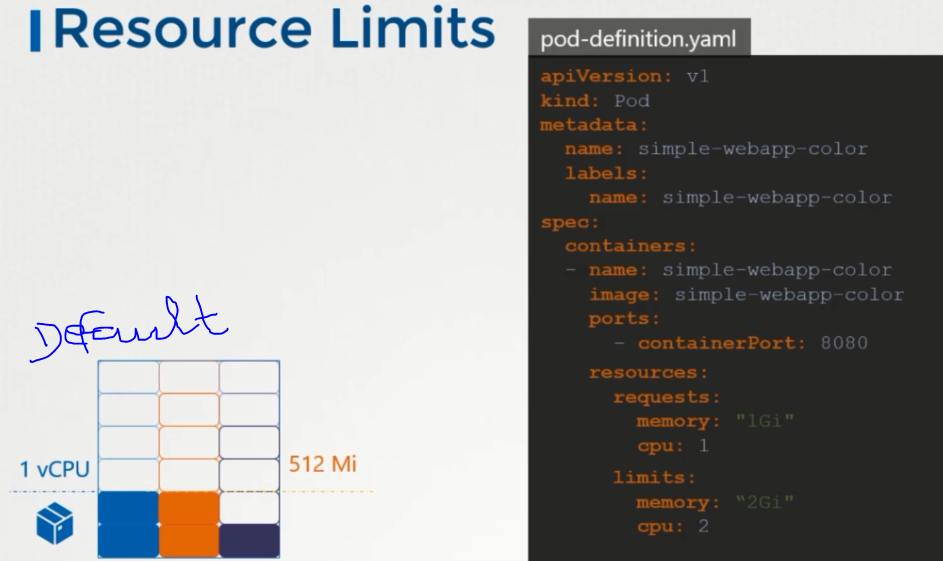 Resource Limits
Default
1 vCPU
512 Mi
pod-definition.yaml
apiVersion: v1
kind: Pod
metadata:
  name: simple-webapp-color
  labels:
    name: simple-webapp-color
spec:
  containers:
  - name: simple-webapp-color
    image: simple-webapp-color
    ports:
      - containerPort: 8080
    resources:
      requests:
        memory: "1Gi"
        cpu: 1
      limits:
        memory: “2Gi"
        cpu: 2